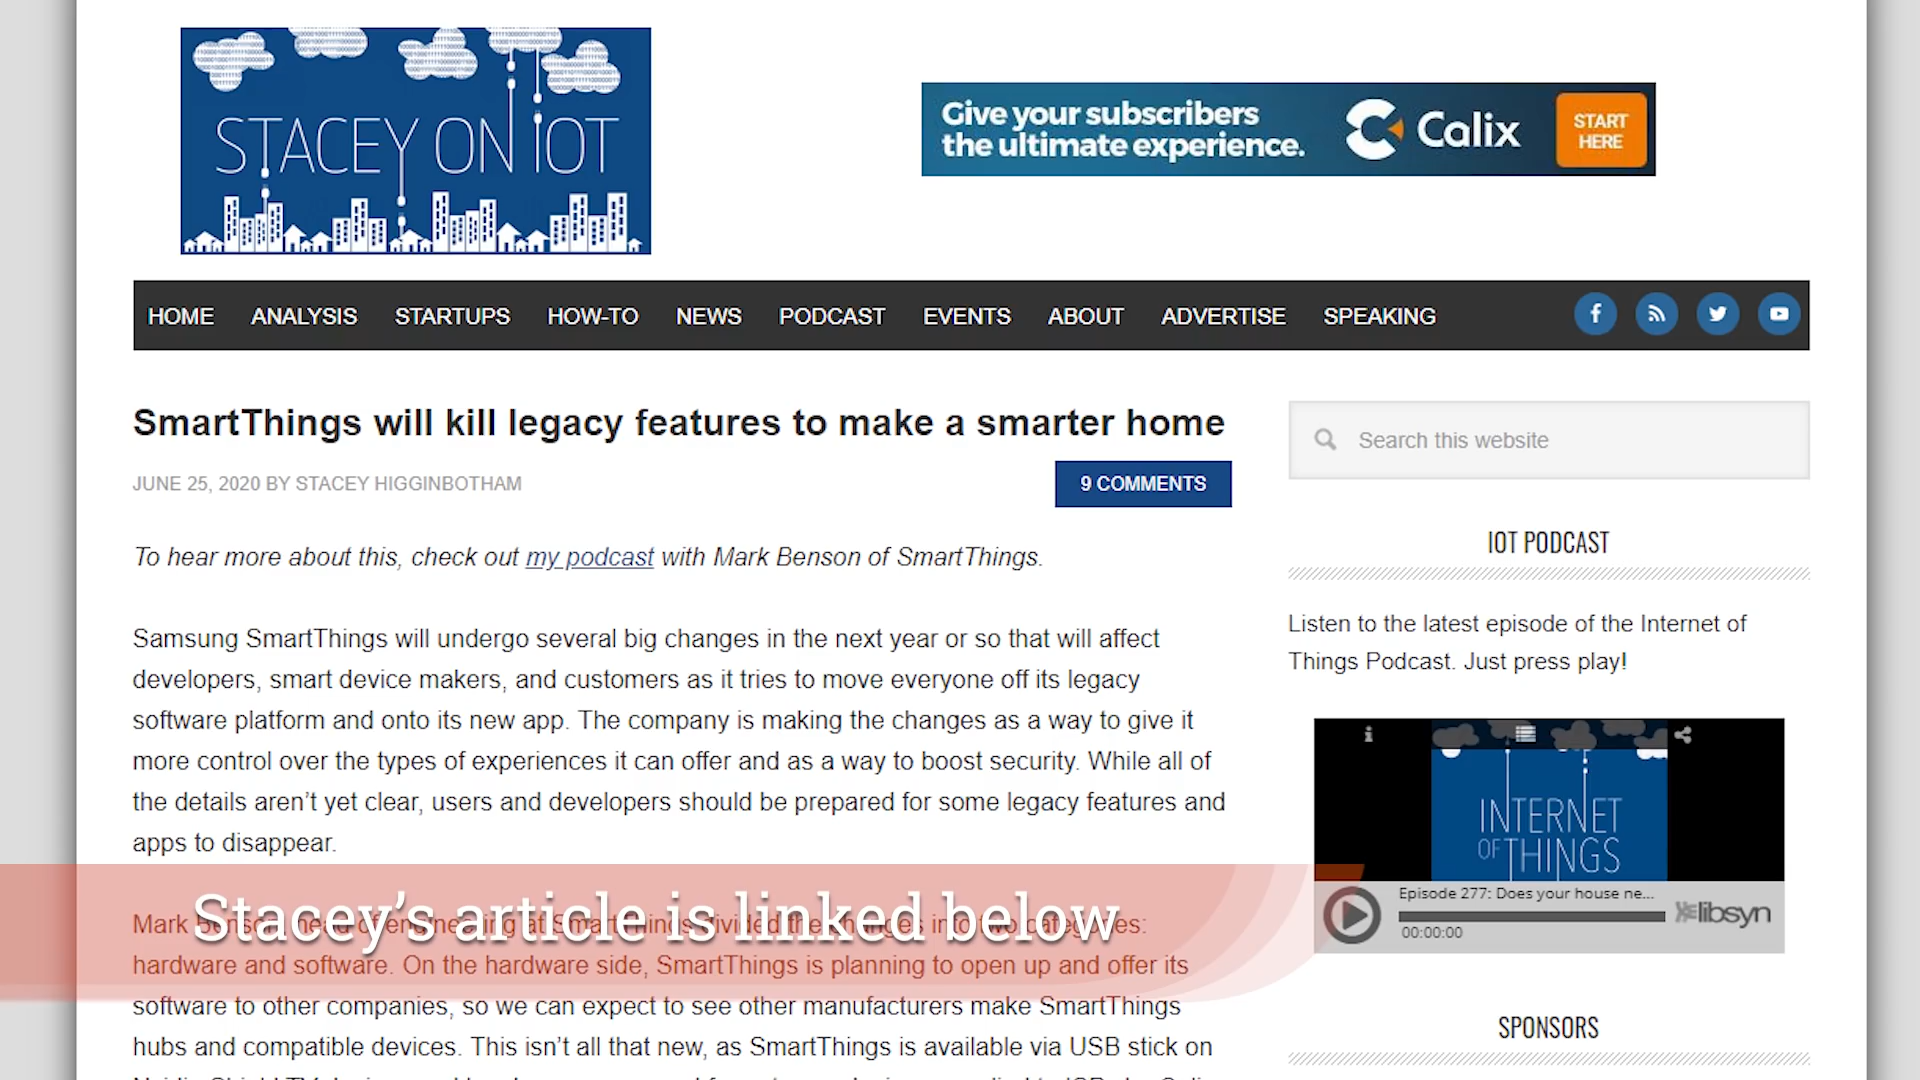 STACEY ON IOT
Give your subscribers
the ultimate experience.
Calix
START
HERE
HOME ANALYSIS STARTUPS HOW-TO NEWS PODCAST EVENTS ABOUT ADVERTISE SPEAKING
SmartThings will kill legacy features to make a smarter home
JUNE 25, 2020 BY STACEY HIGGINBOTHAM
9 COMMENTS
To hear more about this, check out my podcast with Mark Benson of SmartThings.
Samsung SmartThings will undergo several big changes in the next year or so that will affect
developers, smart device makers, and customers as it tries to move everyone off its legacy
software platform and onto its new app. The company is making the changes as a way to give it
more control over the types of experiences it can offer and as a way to boost security. While all of
the details aren’t yet clear, users and developers should be prepared for some legacy features and
apps to disappear.
Stacey’s article is linked below
Mark
hardware and software. On the hardware side, SmartThings is planning to open up and offer its
software to other companies, so we can expect to see other manufacturers make SmartThings
hubs and compatible devices. This isn’t all that new, as SmartThings is available via USB stick on
Search this website
IOT PODCAST
Listen to the latest episode of the Internet of
Things Podcast. Just press play!
INTERNET
OF THINGS
Episode 277: Does your house ne...
libsyn
00:00:00
SPONSORS